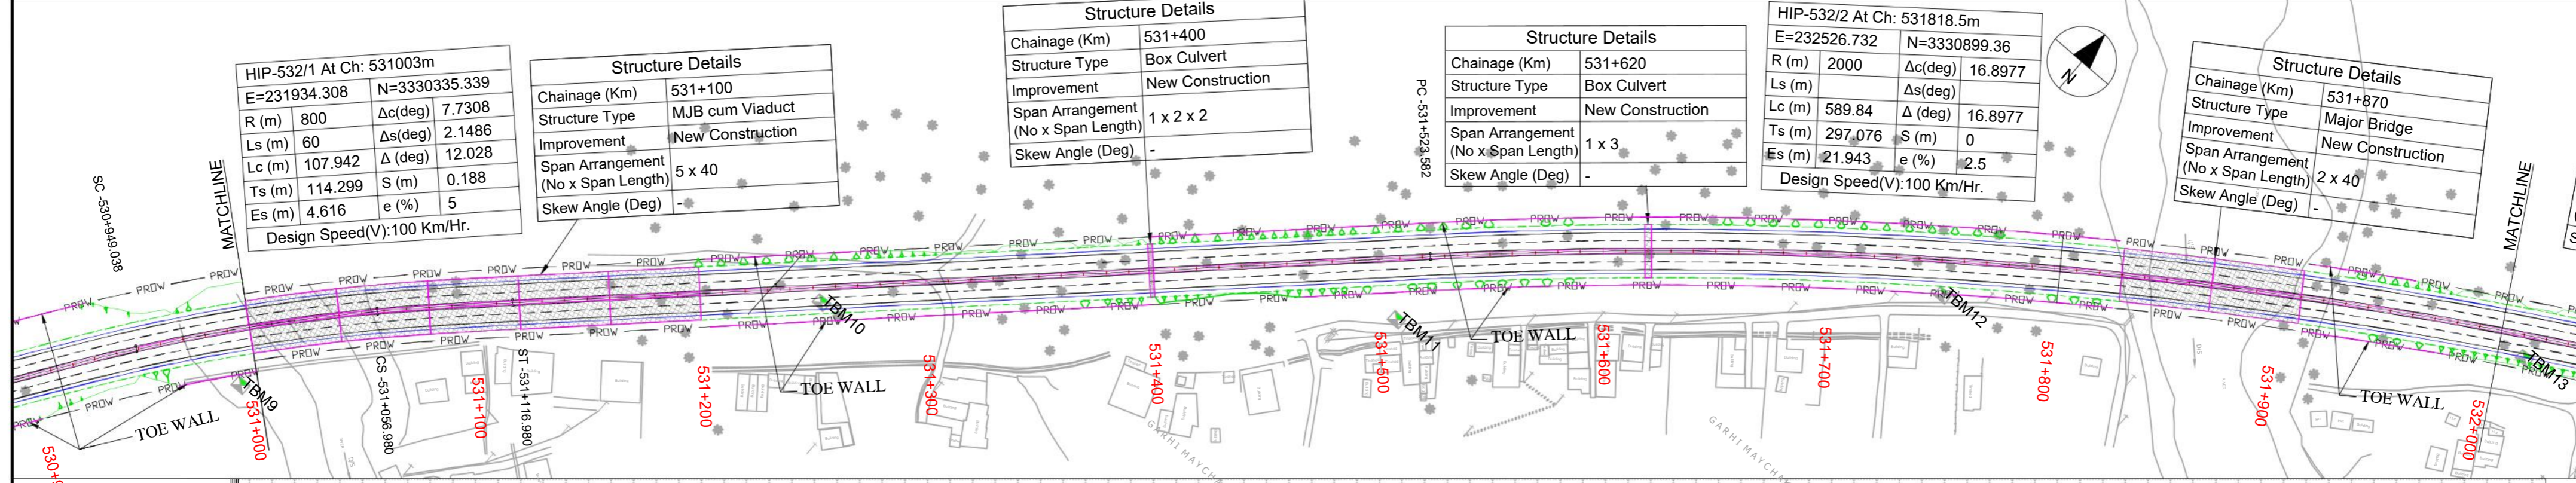 HIP-532/1 At Ch: 531003m
E=231934.308 N=3330335.339
R (m) 800 Δc(deg) 7.7308
Ls (m) 60 Δs(deg) 2.1486
Lc (m) 107.942 Δ (deg) 12.028
Ts (m) 114.299 S (m) 0.188
Es (m) 4.616 e (%) 5
Design Speed(V):100 Km/Hr.
Structure Details
Chainage (Km) 531+100
Structure Type MJB cum Viaduct
Improvement New Construction
Span Arrangement
(No x Span Length) 5 x 40
Skew Angle (Deg) -
Structure Details
Chainage (Km) 531+400
Structure Type Box Culvert
Improvement New Construction
Span Arrangement
(No x Span Length) 1 x 2 x 2
Skew Angle (Deg) -
Structure Details
Chainage (Km) 531+620
Structure Type Box Culvert
Improvement New Construction
Span Arrangement
(No x Span Length) 1 x 3
Skew Angle (Deg) -
HIP-532/2 At Ch: 531818.5m
E=232526.732 N=3330899.36
R (m) 2000 Δc(deg) 16.8977
Ls (m) Δs(deg)
Lc (m) 589.84 Δ (deg) 16.8977
Ts (m) 297.076 S (m) 0
Es (m) 21.943 e (%) 2.5
Design Speed(V):100 Km/Hr.
N
Structure Details
Chainage (Km) 531+870
Structure Type Major Bridge
Improvement New Construction
Span Arrangement
(No x Span Length) 2 x 40
Skew Angle (Deg) -
SC -530+949.038
MATCHLINE
PC -531+523.582
MATCHLINE
PROW PROW PROW PROW PROW PROW PROW
TBM9
TBM10
TBM11
TBM12
TBM13
TOE WALL
TOE WALL
TOE WALL
TOE WALL
CS -531+056.980
ST -531+116.980
531+000
531+100
531+200
531+300
531+400
531+500
531+600
531+700
531+800
531+900
532+000